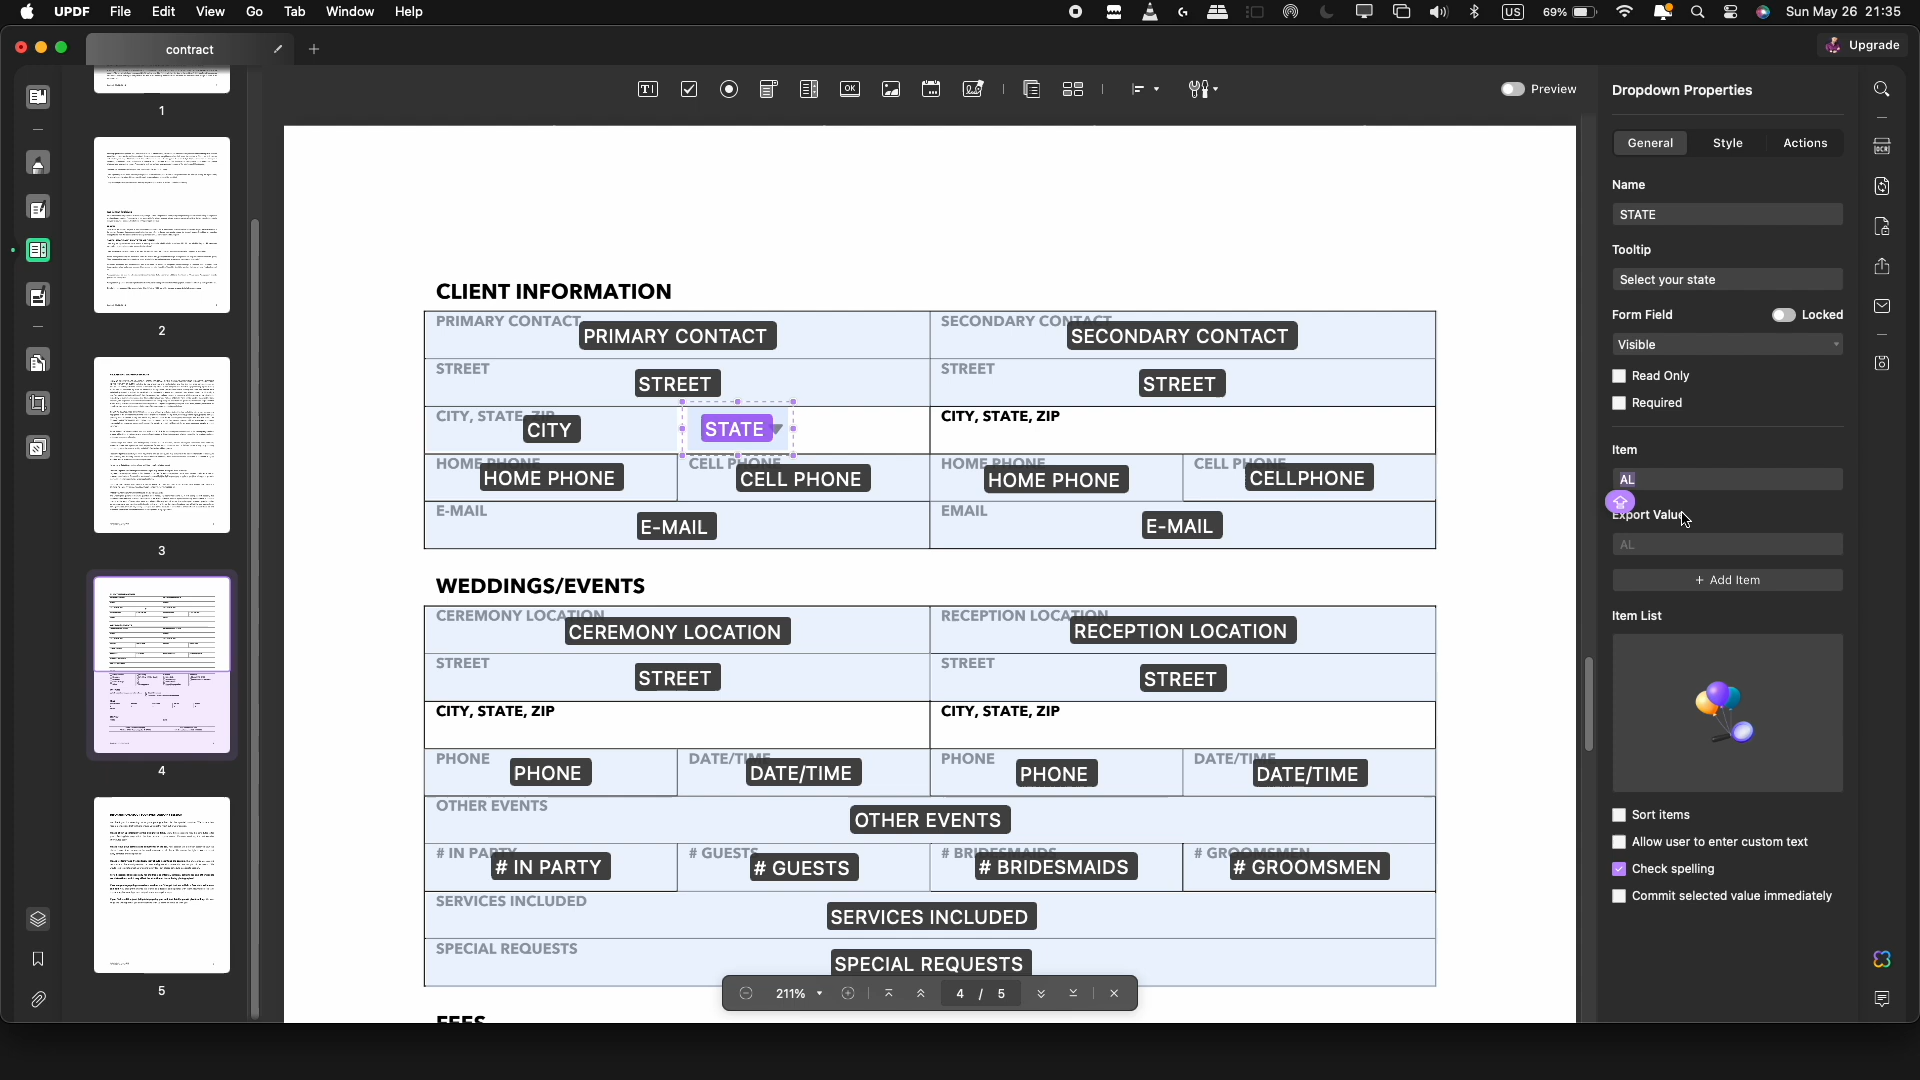 UPDF File Edit View Go Tab Window Help
US 69% Sun May 26 21:35
contract
Upgrade
Preview
Dropdown Properties
General Style Actions
Name
STATE
Tooltip
Select your state
Form Field Locked
Visible
Read Only
Required
Item
AL
Export Value
AL
+ Add Item
Item List
Sort items
Allow user to enter custom text
Check spelling
Commit selected value immediately
1
2
3
4
5
OK
OCR
CLIENT INFORMATION
PRIMARY CONTACT PRIMARY CONTACT SECONDARY CONTACT SECONDARY CONTACT
STREET STREET STREET STREET
CITY, STATE, ZIP CITY STATE CITY, STATE, ZIP
HOME PHONE HOME PHONE CELL PHONE CELL PHONE HOME PHONE HOME PHONE CELL PHONE CELLPHONE
E-MAIL E-MAIL EMAIL E-MAIL
WEDDINGS/EVENTS
CEREMONY LOCATION CEREMONY LOCATION RECEPTION LOCATION RECEPTION LOCATION
STREET STREET STREET STREET
CITY, STATE, ZIP CITY, STATE, ZIP
PHONE PHONE DATE/TIME DATE/TIME PHONE PHONE DATE/TIME DATE/TIME
OTHER EVENTS OTHER EVENTS
# IN PARTY # IN PARTY # GUESTS # GUESTS # BRIDESMAIDS # BRIDESMAIDS # GROOMSMEN # GROOMSMEN
SERVICES INCLUDED SERVICES INCLUDED
SPECIAL REQUESTS SPECIAL REQUESTS
211% 4 / 5
FEES